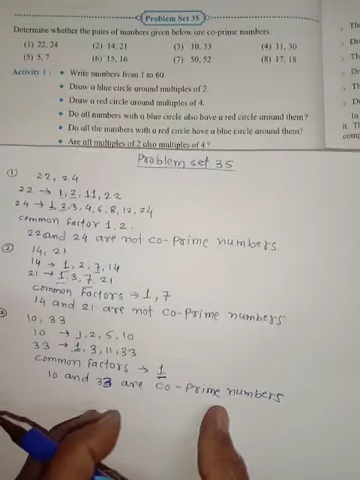 Problem Set 35
Determine whether the pairs of numbers given below are co-prime numbers.
(1) 22, 24 (2) 14, 21 (3) 10, 33 (4) 11, 30
(5) 5, 7 (6) 15, 16 (7) 50, 52 (8) 17, 18
Activity 1 : • Write numbers from 1 to 60.
• Draw a blue circle around multiples of 2.
• Draw a red circle around multiples of 4.
• Do all numbers with a blue circle also have a red circle around them ?
• Do all the numbers with a red circle have a blue circle around them?
• Are all multiples of 2 also multiples of 4 ?
Problem set 35
① 22, 24
22 → 1, 2, 11, 22
24 → 1, 2, 3, 4, 6, 8, 12, 24
common factor 1, 2.
22 and 24 are not co-prime numbers
② 14, 21
14 → 1, 2, 7, 14
21 → 1, 3, 7, 21
common factors → 1, 7
14 and 21 are not co-prime numbers
10, 33
10 → 1, 2, 5, 10
33 → 1, 3, 11, 33
common factors → 1
10 and 33 are co-prime numbers